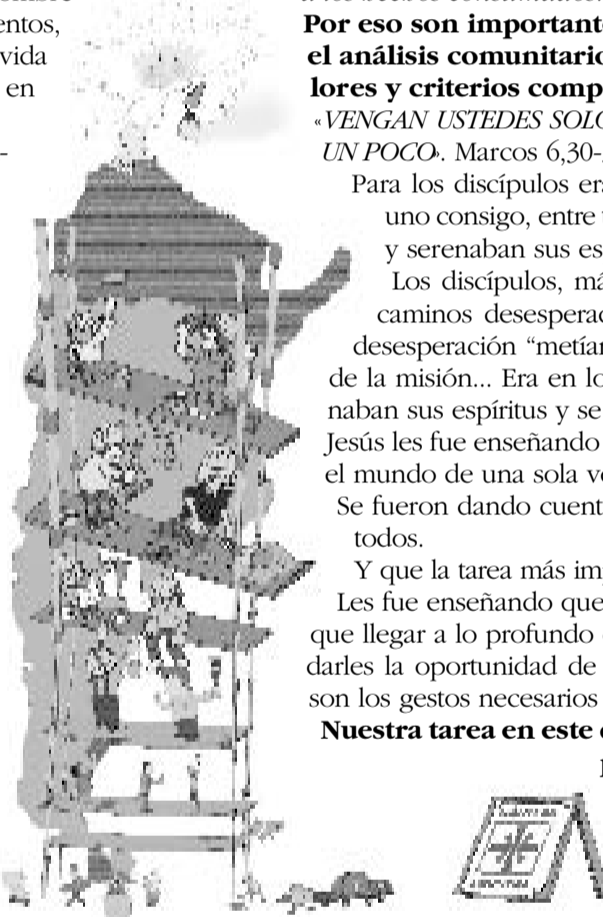 entos,
vida
en
-
Por eso son importante
el análisis comunitario
lores y criterios comp
«VENGAN USTEDES SOLO
UN POCO». Marcos 6,30-
Para los discípulos er
uno consigo, entre
y serenaban sus es
Los discípulos, má
caminos desespera
desesperación “metían
de la misión... Era en lo
naban sus espíritus y se
Jesús les fue enseñando
el mundo de una sola v
Se fueron dando cuent
todos.
Y que la tarea más im
Les fue enseñando que
que llegar a lo profundo
darles la oportunidad de
son los gestos necesarios
Nuestra tarea en este